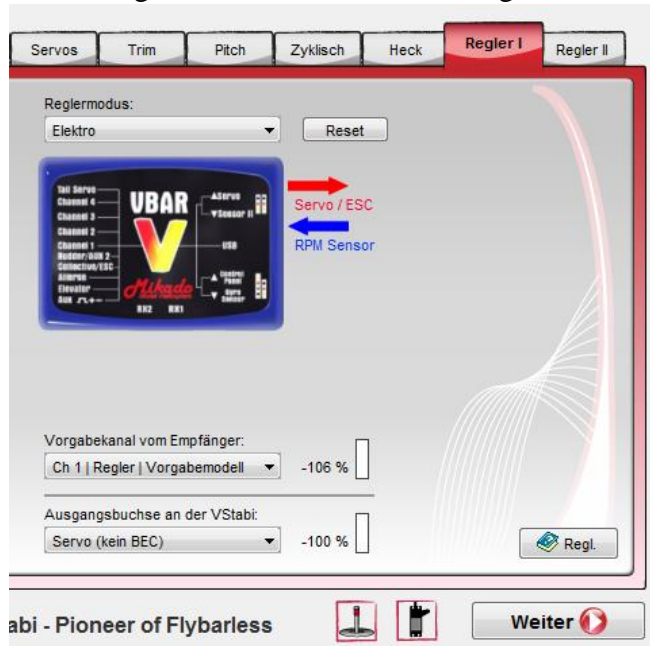 Servos
Trim
Pitch
Zyklisch
Heck
Regler I
Regler II
Reglermodus:
Elektro
Reset
Tail Servo
Channel 4
Channel 3
Channel 2
Channel 1
Rudder/AUX 2
Collective/ESC
Aileron
Elevator
AUX
VBAR
V
Mikado
RX2 RX1
Servo
Sensor II
USB
Control
Panel
Gyro
Sensor
Servo / ESC
RPM Sensor
Vorgabekanal vom Empfänger:
Ch 1 | Regler | Vorgabemodell
-106 %
Ausgangsbuchse an der VStabi:
Servo (kein BEC)
-100 %
Regl.
abi - Pioneer of Flybarless
Weiter